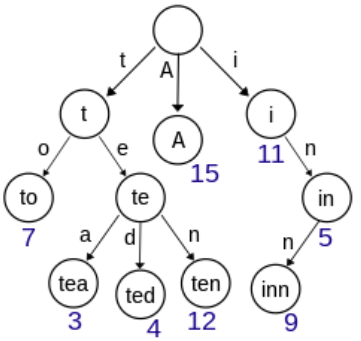 t A i
t A i
15 11
o e n
to te in
7 5
a d n n
tea ted ten inn
3 4 12 9